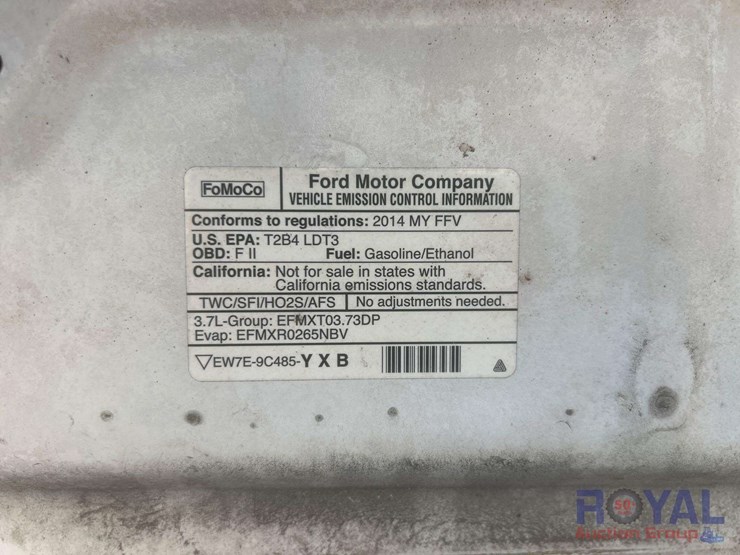 FoMoCo
Ford Motor Company
VEHICLE EMISSION CONTROL INFORMATION
Conforms to regulations: 2014 MY FFV
U.S. EPA: T2B4 LDT3
OBD: F II Fuel: Gasoline/Ethanol
California: Not for sale in states with
California emissions standards.
TWC/SFI/HO2S/AFS No adjustments needed.
3.7L-Group: EFMXT03.73DP
Evap: EFMXR0265NBV
EW7E-9C485-Y X B
ROYAL
Auction Group